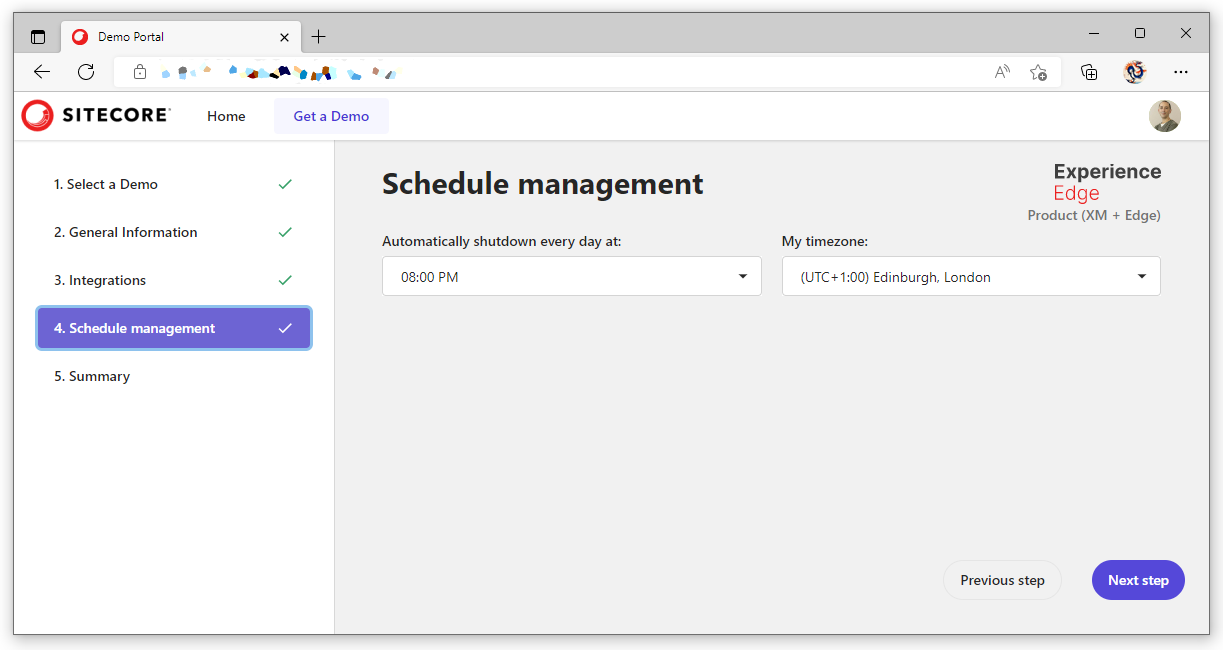 Demo Portal
SITECORE
Home
Get a Demo
1. Select a Demo
2. General Information
3. Integrations
4. Schedule management
5. Summary
Schedule management
Experience
Edge
Product (XM + Edge)
Automatically shutdown every day at:
My timezone:
08:00 PM
(UTC+1:00) Edinburgh, London
Previous step
Next step